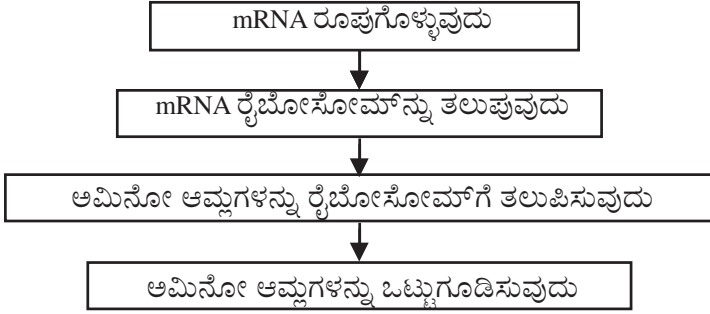 mRNA ರೂಪುಗೊಳ್ಳುವುದು
mRNA ರೈಬೋಸೋಮ್‌ನ್ನು ತಲುಪುವುದು
ಅಮಿನೋ ಆಮ್ಲಗಳನ್ನು ರೈಬೋಸೋಮ್‌ಗೆ ತಲುಪಿಸುವುದು
ಅಮಿನೋ ಆಮ್ಲಗಳನ್ನು ಒಟ್ಟುಗೂಡಿಸುವುದು